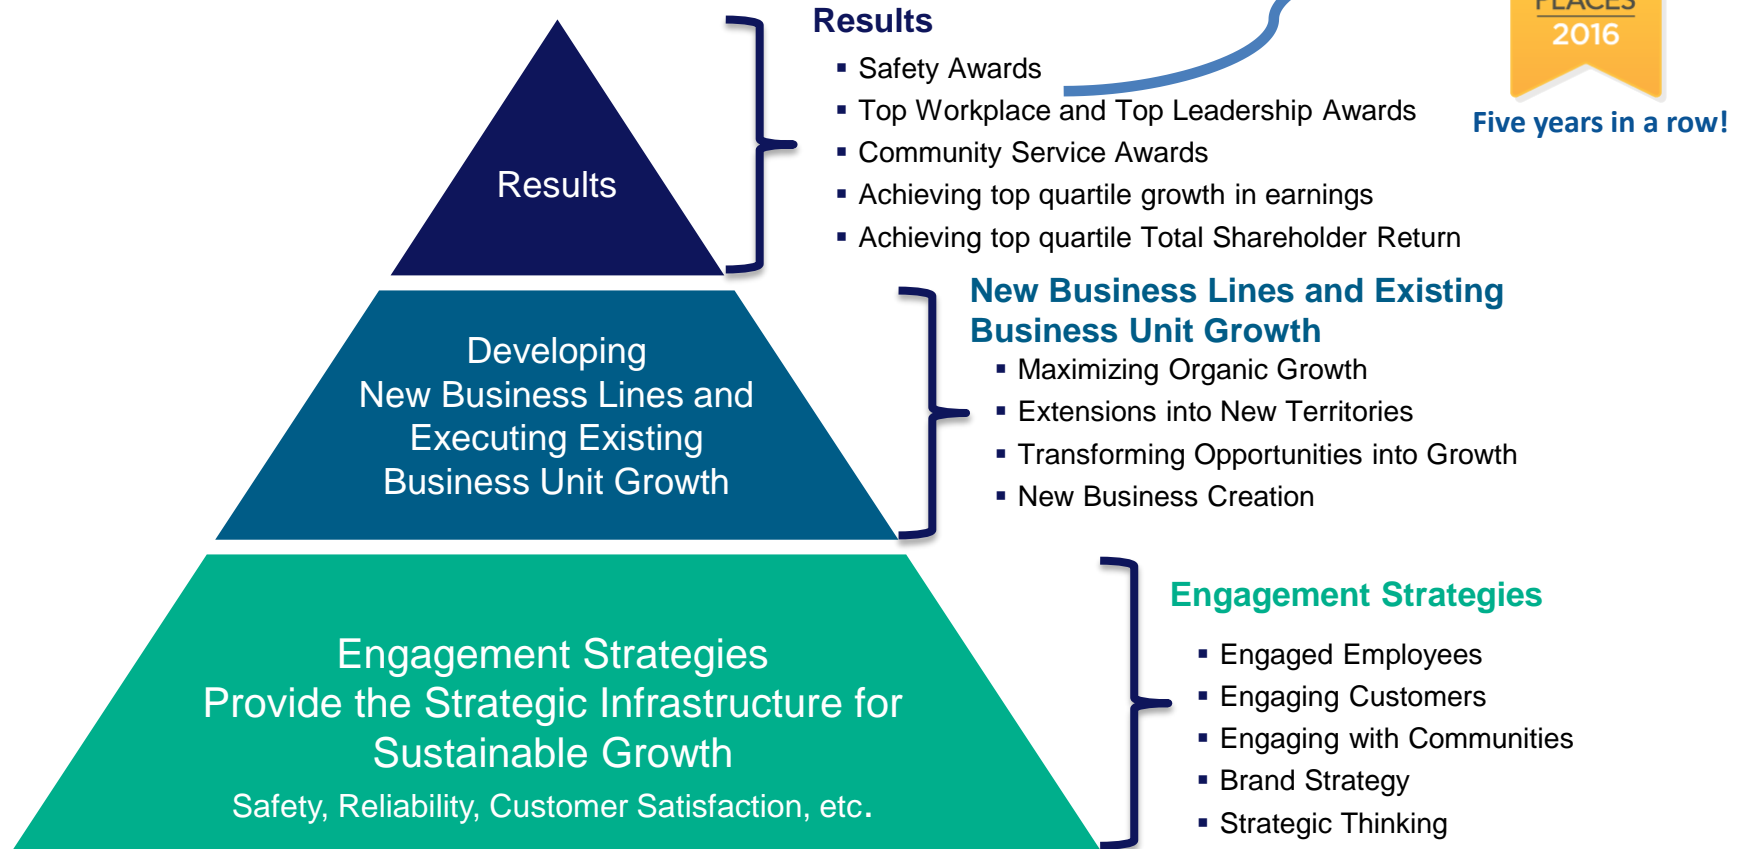 Results
▪ Safety Awards
▪ Top Workplace and Top Leadership Awards
▪ Community Service Awards
▪ Achieving top quartile growth in earnings
▪ Achieving top quartile Total Shareholder Return
PLACES
2016
Five years in a row!
Results
New Business Lines and Existing
Business Unit Growth
▪ Maximizing Organic Growth
▪ Extensions into New Territories
▪ Transforming Opportunities into Growth
▪ New Business Creation
Developing
New Business Lines and
Executing Existing
Business Unit Growth
Engagement Strategies
▪ Engaged Employees
▪ Engaging Customers
▪ Engaging with Communities
▪ Brand Strategy
▪ Strategic Thinking
Engagement Strategies
Provide the Strategic Infrastructure for
Sustainable Growth
Safety, Reliability, Customer Satisfaction, etc.